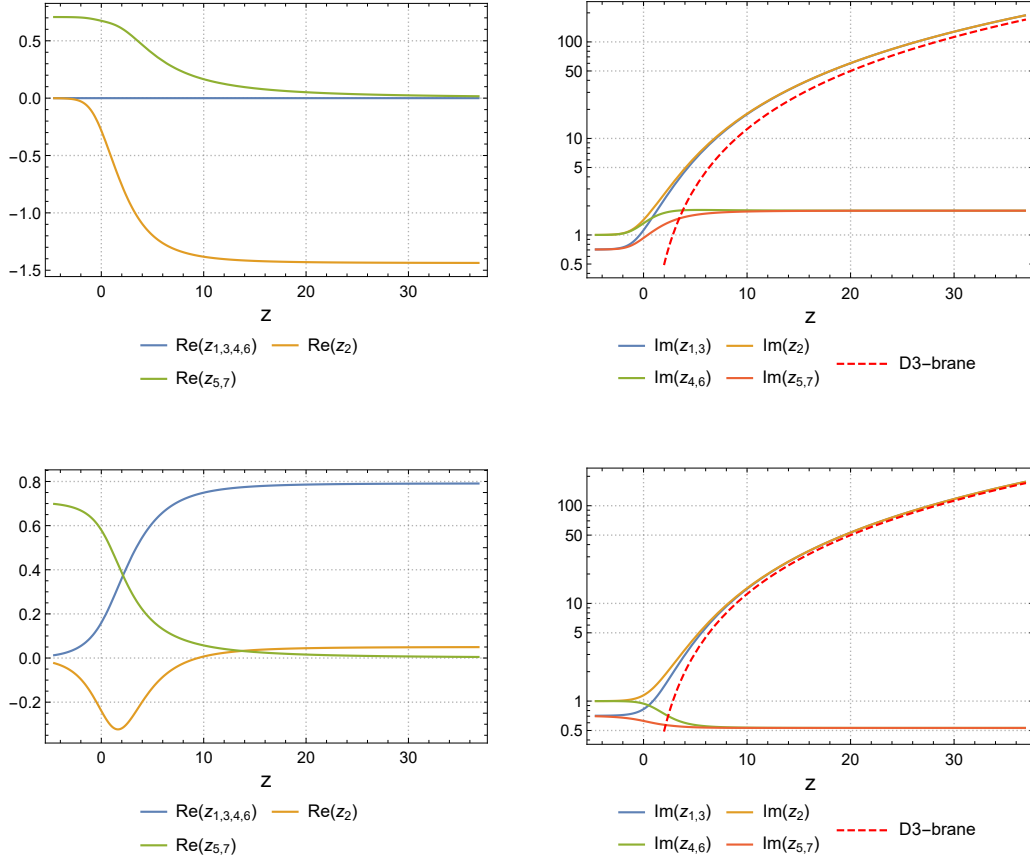 0.5
0.0
−0.5
−1.0
−1.5
0 10 20 30
z
Re(z1,3,4,6) Re(z2)
Re(z5,7)
100
50
10
5
1
0.5
0 10 20 30
z
Im(z1,3) Im(z2)
Im(z4,6) Im(z5,7)
D3−brane
0.8
0.6
0.4
0.2
0.0
−0.2
0 10 20 30
z
Re(z1,3,4,6) Re(z2)
Re(z5,7)
100
50
10
5
1
0.5
0 10 20 30
z
Im(z1,3) Im(z2)
Im(z4,6) Im(z5,7)
D3−brane